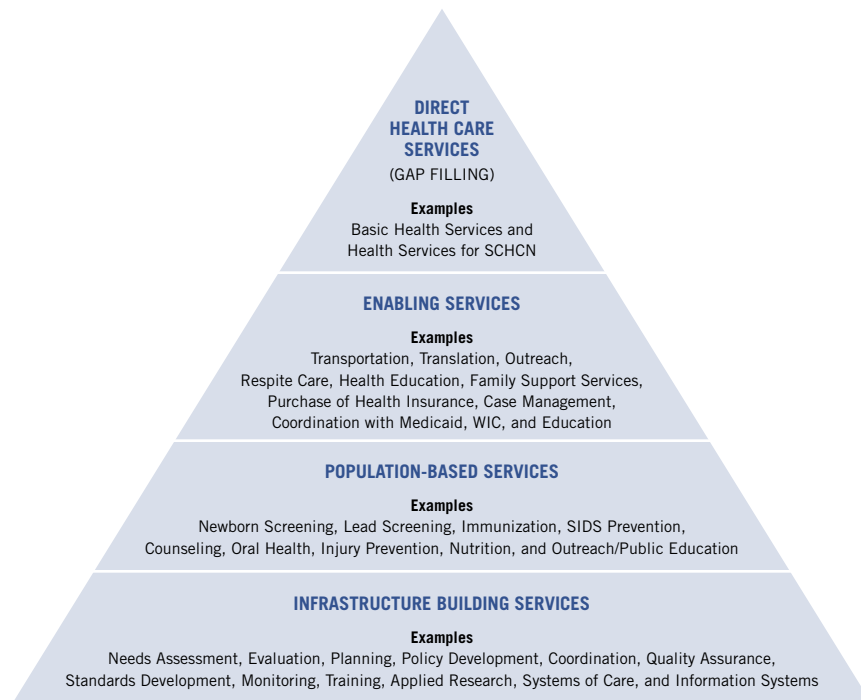 DIRECT
HEALTH CARE
SERVICES
(GAP FILLING)
Examples
Basic Health Services and
Health Services for SCHCN
ENABLING SERVICES
Examples
Transportation, Translation, Outreach,
Respite Care, Health Education, Family Support Services,
Purchase of Health Insurance, Case Management,
Coordination with Medicaid, WIC, and Education
POPULATION-BASED SERVICES
Examples
Newborn Screening, Lead Screening, Immunization, SIDS Prevention,
Counseling, Oral Health, Injury Prevention, Nutrition, and Outreach/Public Education
INFRASTRUCTURE BUILDING SERVICES
Examples
Needs Assessment, Evaluation, Planning, Policy Development, Coordination, Quality Assurance,
Standards Development, Monitoring, Training, Applied Research, Systems of Care, and Information Systems